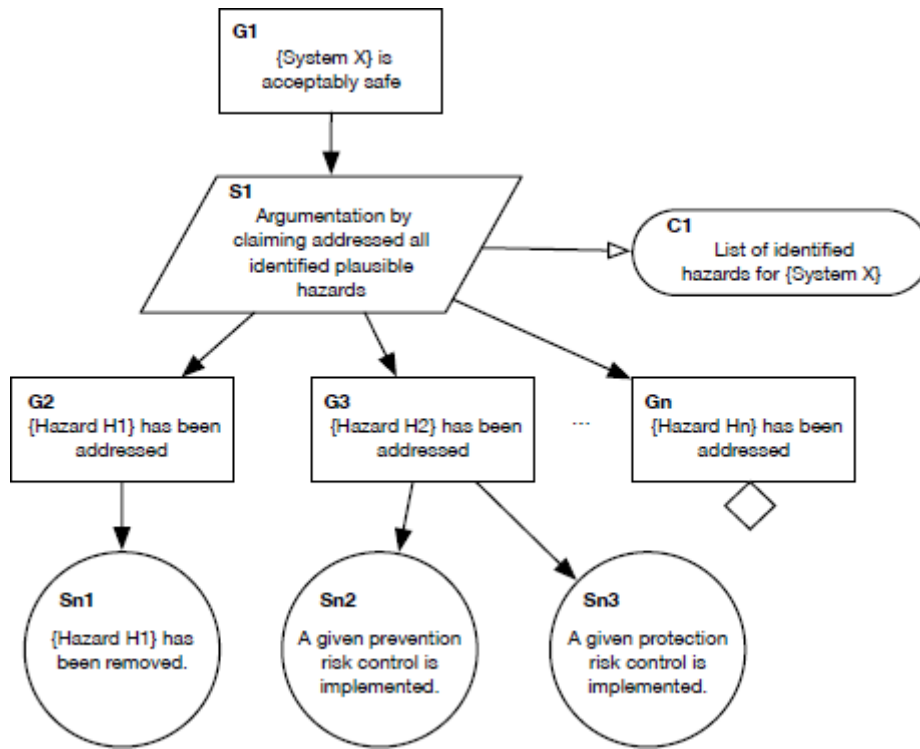 G1
{System X} is
acceptably safe
S1
Argumentation by
claiming addressed all
identified plausible
hazards
C1
List of identified
hazards for {System X}
G2
{Hazard H1} has been
addressed
G3
{Hazard H2} has been
addressed
...
Gn
{Hazard Hn} has been
addressed
Sn1
{Hazard H1} has
been removed.
Sn2
A given prevention
risk control is
implemented.
Sn3
A given protection
risk control is
implemented.